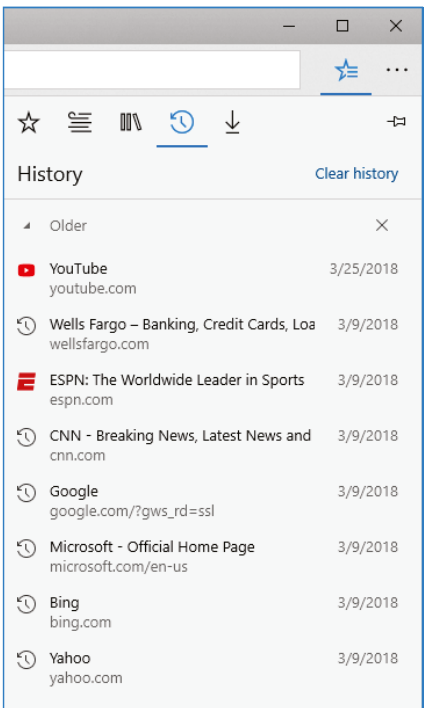 History
Clear history
Older
YouTube
3/25/2018
youtube.com
Wells Fargo – Banking, Credit Cards, Loa
3/9/2018
wellsfargo.com
ESPN: The Worldwide Leader in Sports
3/9/2018
espn.com
CNN - Breaking News, Latest News and
3/9/2018
cnn.com
Google
3/9/2018
google.com/?gws_rd=ssl
Microsoft - Official Home Page
3/9/2018
microsoft.com/en-us
Bing
3/9/2018
bing.com
Yahoo
3/9/2018
yahoo.com